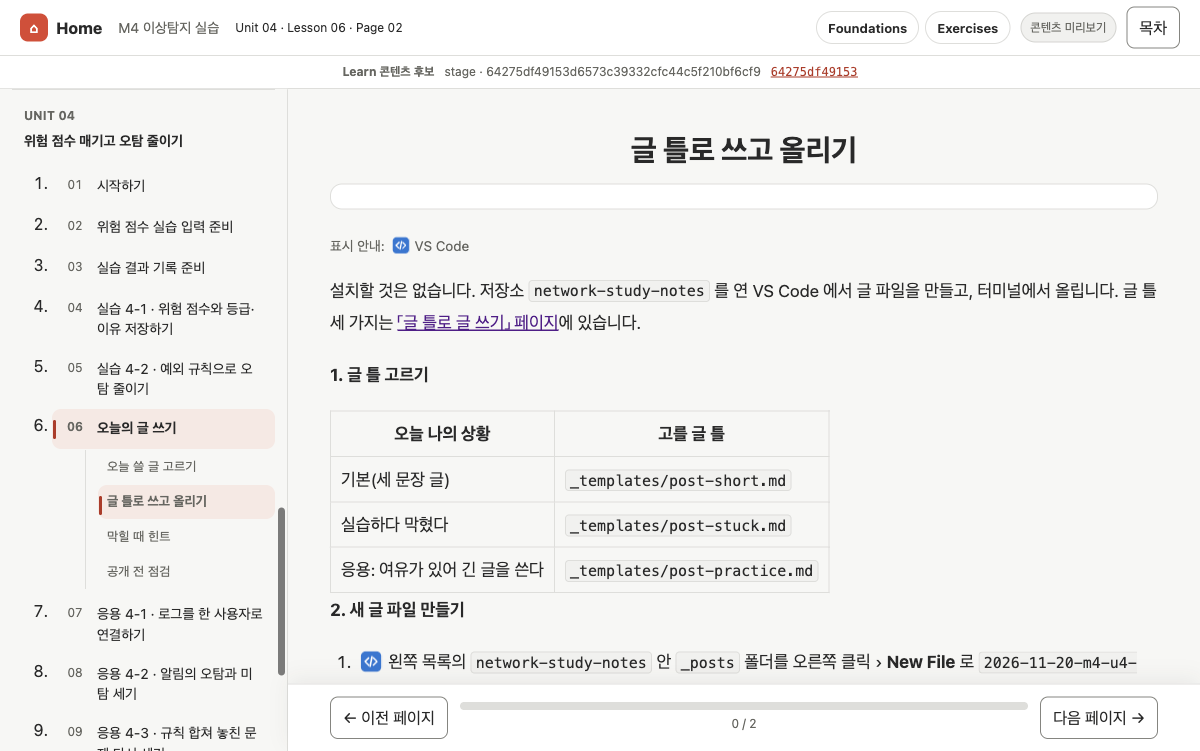 Home M4 이상탐지 실습 Unit 04 · Lesson 06 · Page 02 Foundations Exercises 콘텐츠 미리보기 목차
Learn 콘텐츠 후보 stage · 64275df49153d6573c39332cfc44c5f210bf6cf9 64275df49153
UNIT 04
위험 점수 매기고 오탐 줄이기
1. 01 시작하기
2. 02 위험 점수 실습 입력 준비
3. 03 실습 결과 기록 준비
4. 04 실습 4-1 · 위험 점수와 등급·
이유 저장하기
5. 05 실습 4-2 · 예외 규칙으로 오
탐 줄이기
6. 06 오늘의 글 쓰기
오늘 쓸 글 고르기
글 틀로 쓰고 올리기
막힐 때 힌트
공개 전 점검
7. 07 응용 4-1 · 로그를 한 사용자로
연결하기
8. 08 응용 4-2 · 알림의 오탐과 미
탐 세기
9. 09 응용 4-3 · 규칙 합쳐 놓친 문
글 틀로 쓰고 올리기
표시 안내: VS Code
설치할 것은 없습니다. 저장소 network-study-notes 를 연 VS Code 에서 글 파일을 만들고, 터미널에서 올립니다. 글 틀
세 가지는 「글 틀로 글 쓰기」 페이지에 있습니다.
1. 글 틀 고르기
오늘 나의 상황 고를 글 틀
기본(세 문장 글) _templates/post-short.md
실습하다 막혔다 _templates/post-stuck.md
응용: 여유가 있어 긴 글을 쓴다 _templates/post-practice.md
2. 새 글 파일 만들기
1. 왼쪽 목록의 network-study-notes 안 _posts 폴더를 오른쪽 클릭 › New File 로 2026-11-20-m4-u4-
← 이전 페이지 0 / 2 다음 페이지 →